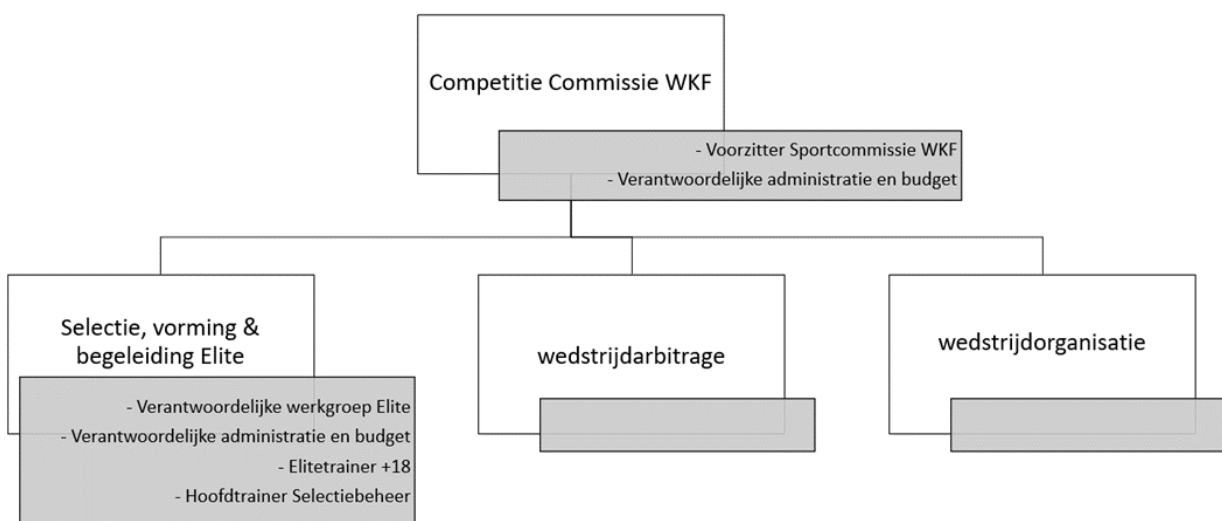 Competitie Commissie WKF
- Voorzitter Sportcommissie WKF
- Verantwoordelijke administratie en budget
Selectie, vorming &
begeleiding Elite
- Verantwoordelijke werkgroep Elite
- Verantwoordelijke administratie en budget
- Elitetrainer +18
- Hoofdtrainer Selectiebeheer
wedstrijdarbitrage
wedstrijdorganisatie